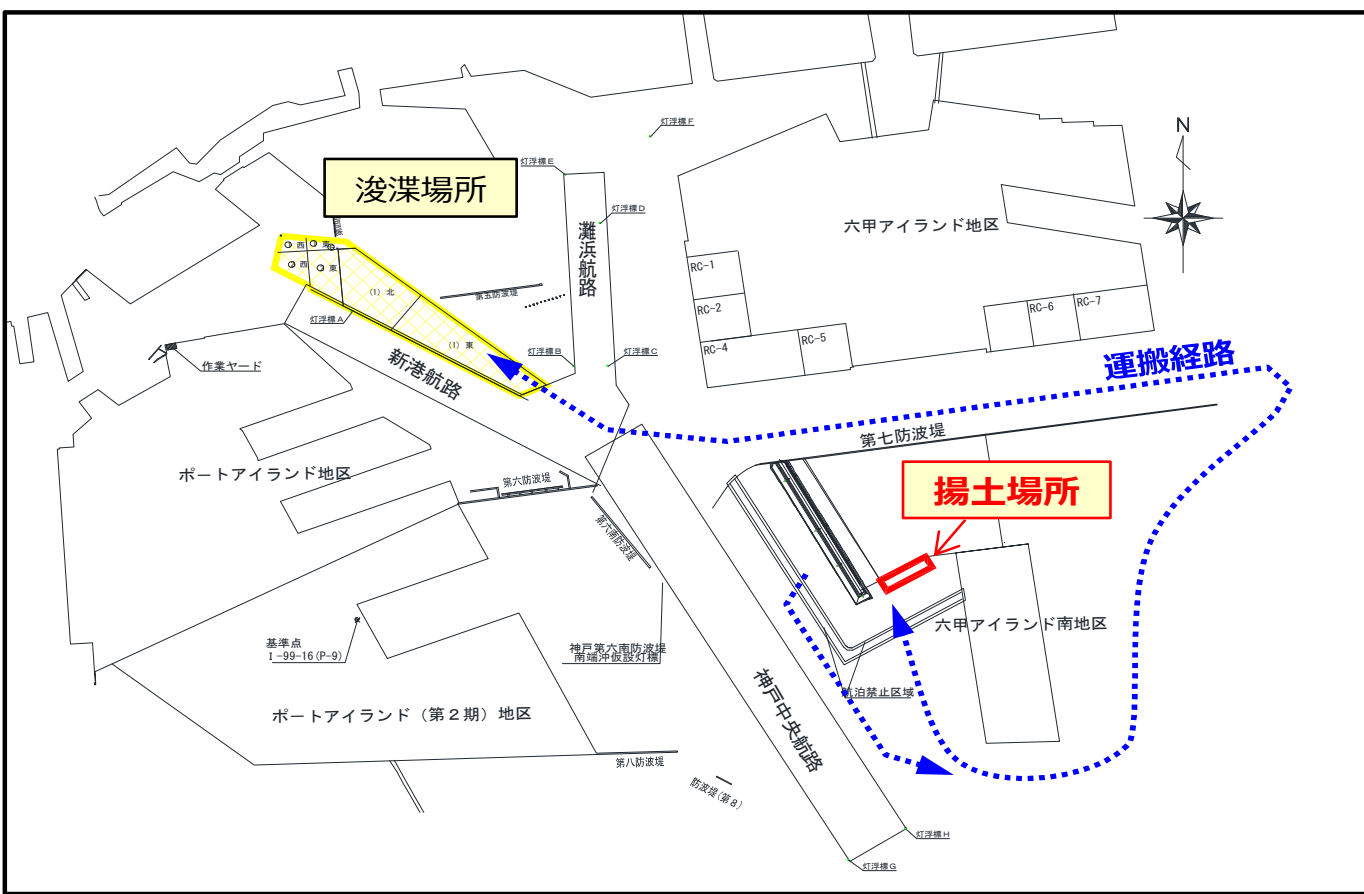 灯浮標F
N
灯浮標E
浚渫場所
灯浮標D
六甲アイランド地区
灘浜航路
① 西
① 東
② 西
② 東
(1) 北
(1) 東
第五防波堤
RC-1
RC-2
RC-4
RC-5
RC-6
RC-7
灯浮標A
灯浮標B
灯浮標C
作業ヤード
新港航路
運搬経路
第七防波堤
ポートアイランド地区
第六防波堤
揚土場所
第六南防波堤
六甲アイランド南地区
基準点
I-99-16(P-9)
神戸第六南防波堤
南端沖仮設灯標
泊禁止区域
ポートアイランド(第2期)地区
神戸中央航路
第八防波堤
防波堤(第8)
灯浮標H
灯浮標G